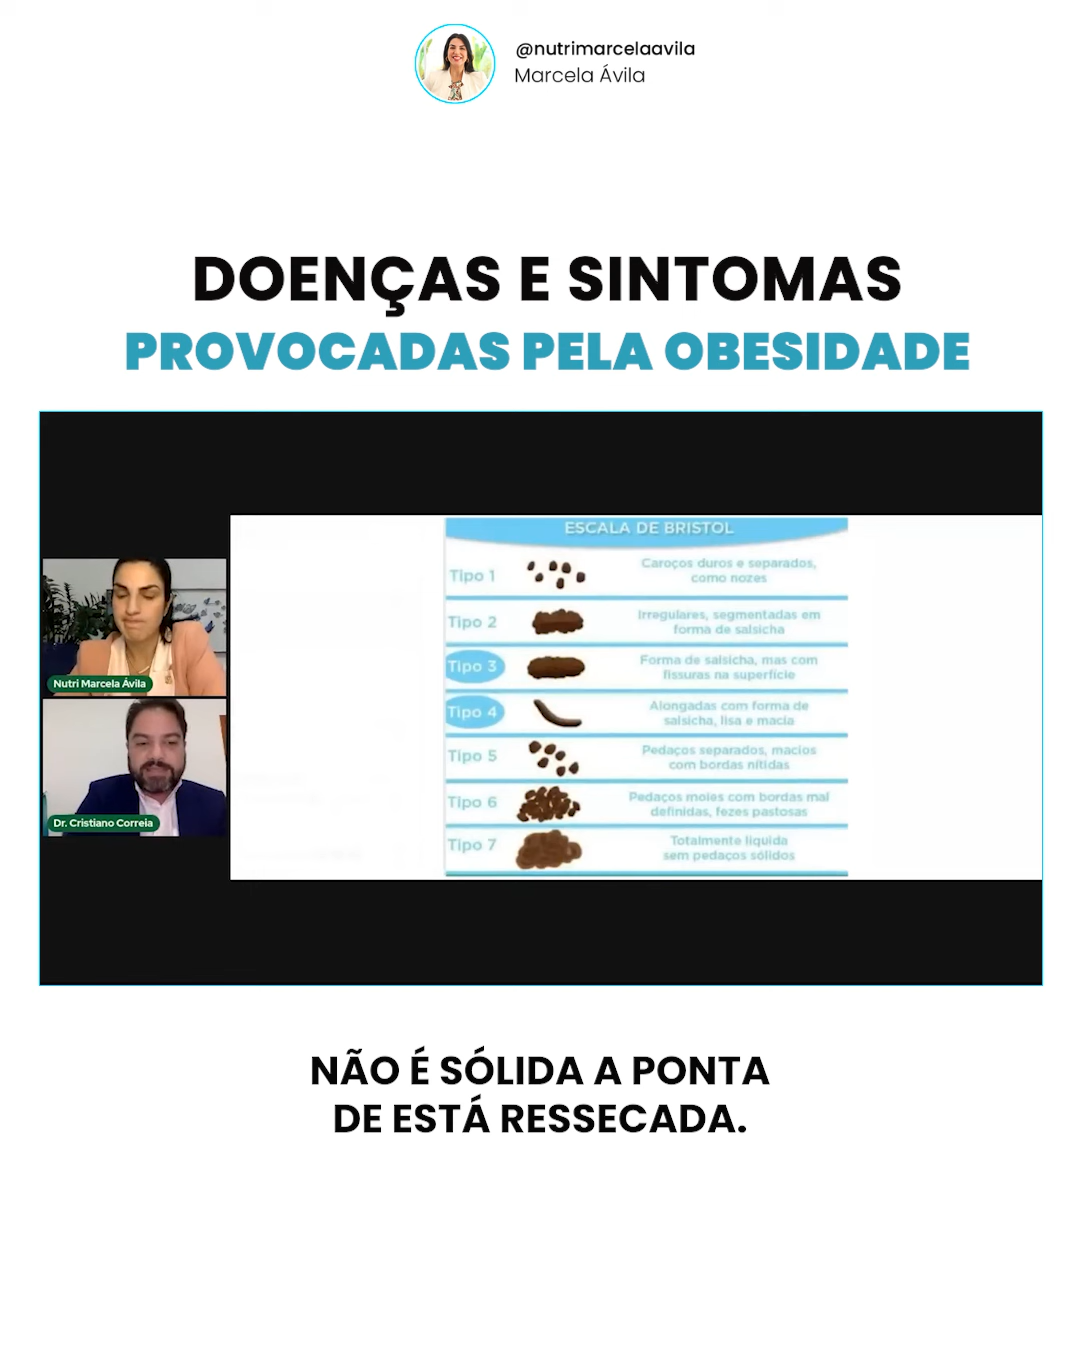 @nutrimarcelaavila
Marcela Ávila
DOENÇAS E SINTOMAS
PROVOCADAS PELA OBESIDADE
ESCALA DE BRISTOL
Tipo 1
Caroços duros e separados,
como nozes
Tipo 2
Irregulares, segmentadas em
forma de salsicha
Tipo 3
Forma de salsicha, mas com
fissuras na superfície
Tipo 4
Alongadas com forma de
salsicha, lisa e macia
Tipo 5
Pedaços separados, macios
com bordas nítidas
Tipo 6
Pedaços moles com bordas mal
definidas, fezes pastosas
Tipo 7
Totalmente líquida
sem pedaços sólidos
Nutri Marcela Ávila
Dr. Cristiano Correia
NÃO É SÓLIDA A PONTA
DE ESTÁ RESSECADA.